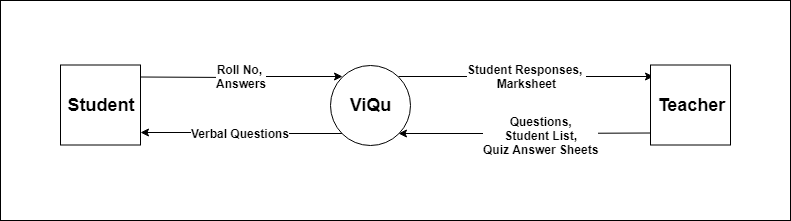 Student
Roll No,
Answers
Verbal Questions
ViQu
Student Responses,
Marksheet
Questions,
Student List,
Quiz Answer Sheets
Teacher